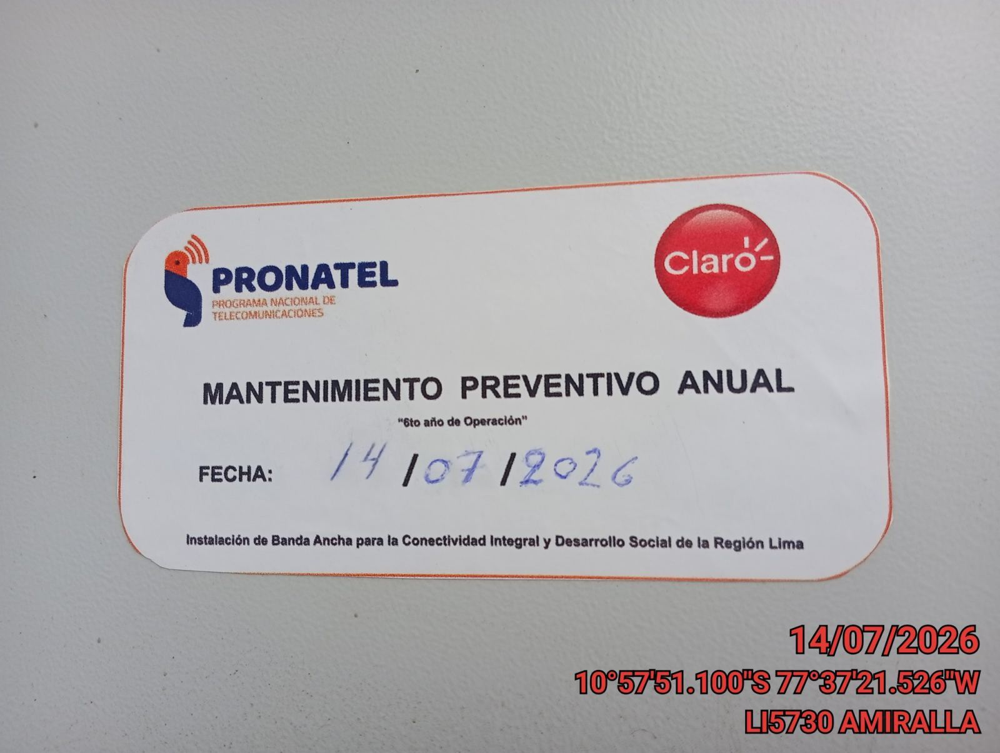 PRONATEL
PROGRAMA NACIONAL DE
TELECOMUNICACIONES
Claro
MANTENIMIENTO PREVENTIVO ANUAL
"6to año de Operación"
FECHA: 14/07/2026
Instalación de Banda Ancha para la Conectividad Integral y Desarrollo Social de la Región Lima
14/07/2026
10°57'51.100"S 77°37'21.526"W
LI5730 AMIRALLA